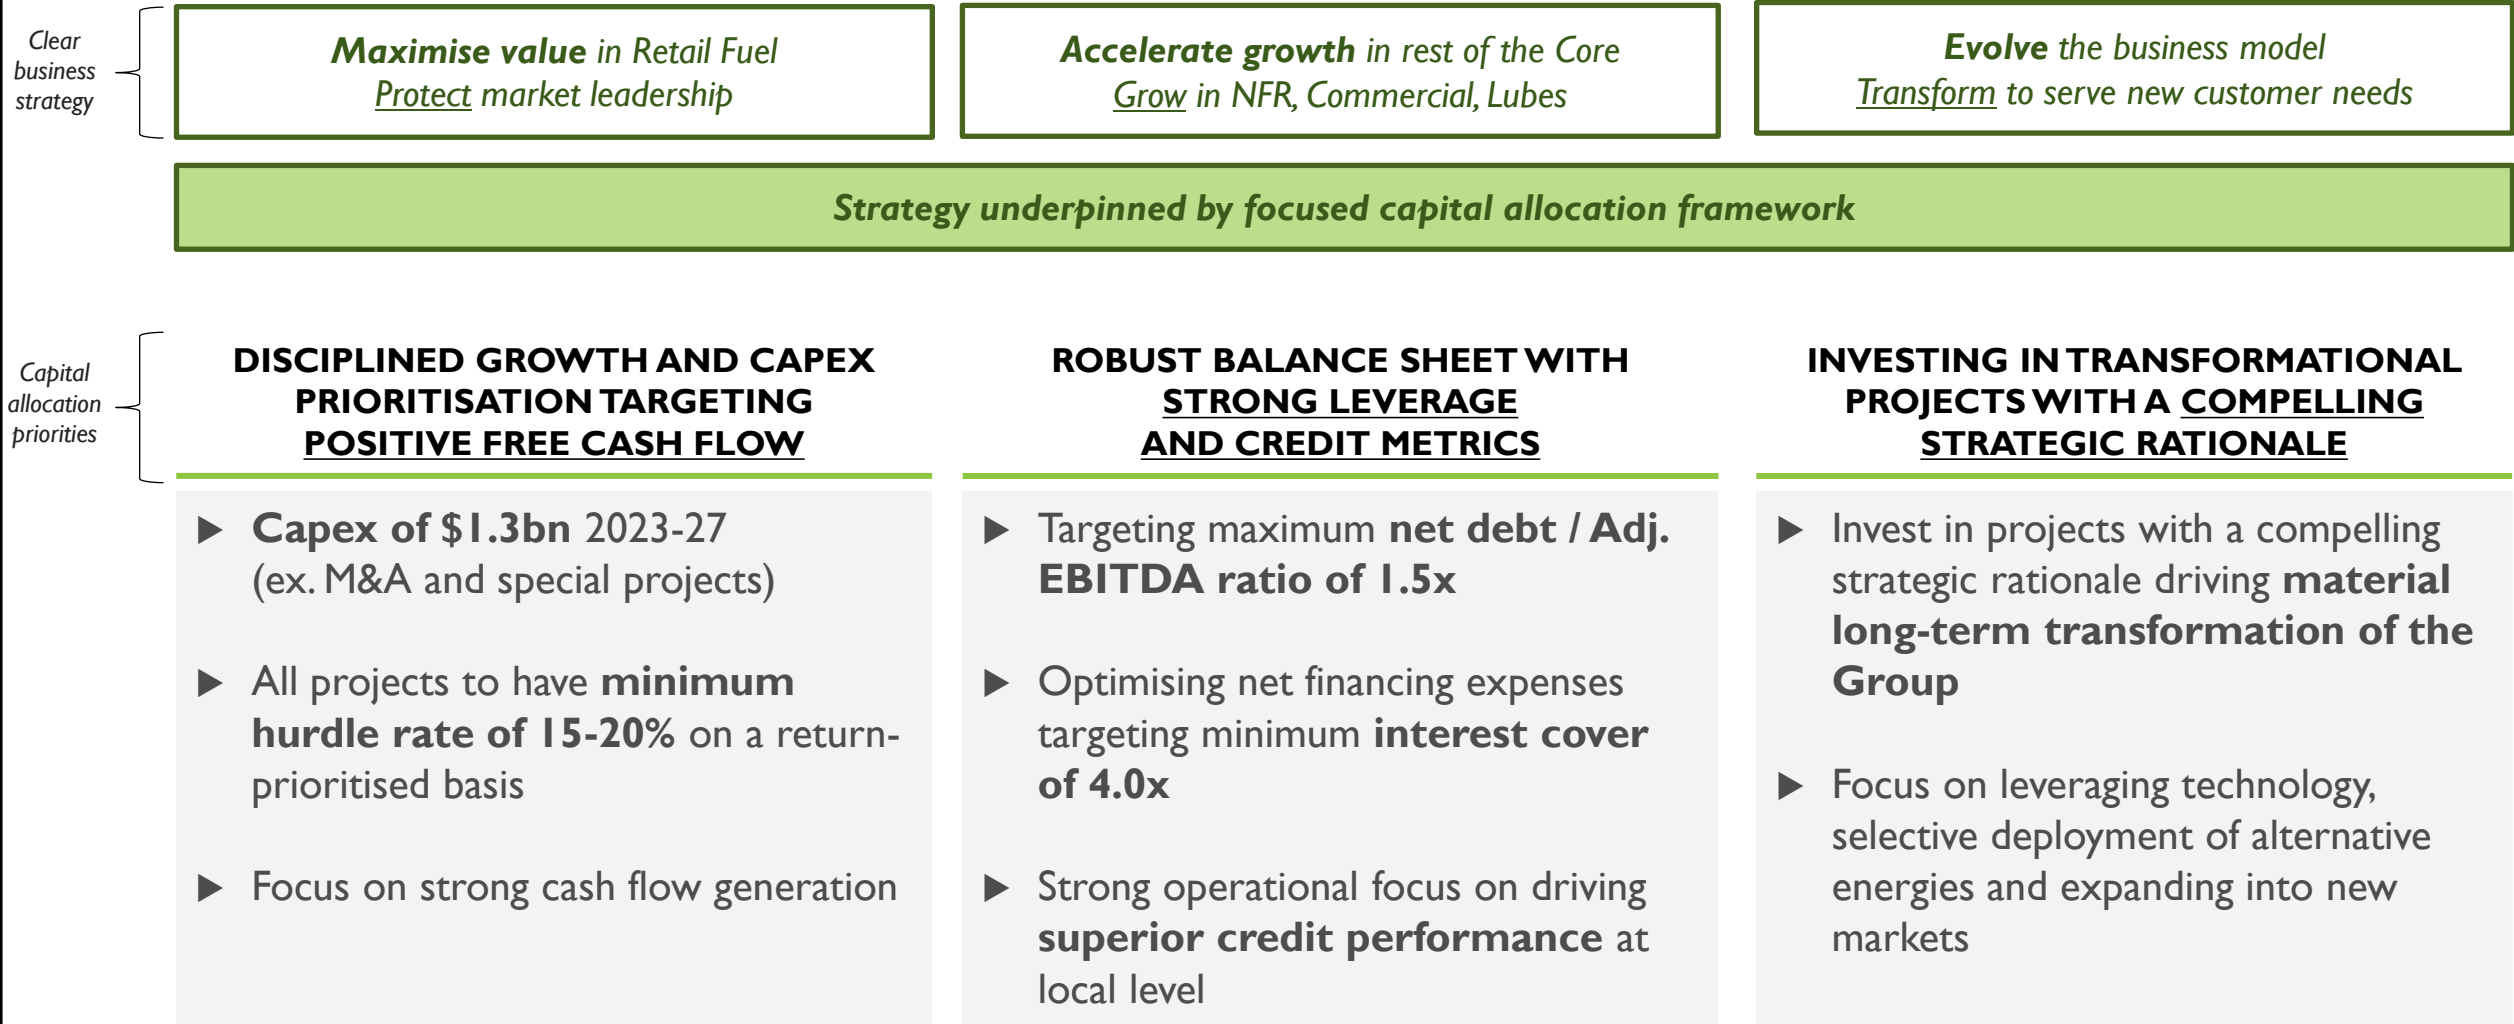 Clear
business
strategy
Maximise value in Retail Fuel
Protect market leadership
Accelerate growth in rest of the Core
Grow in NFR, Commercial, Lubes
Evolve the business model
Transform to serve new customer needs
Strategy underpinned by focused capital allocation framework
Capital
allocation
priorities
DISCIPLINED GROWTH AND CAPEX
PRIORITISATION TARGETING
POSITIVE FREE CASH FLOW
▶ Capex of $1.3bn 2023-27
(ex. M&A and special projects)
▶ All projects to have minimum
hurdle rate of 15-20% on a return-
prioritised basis
▶ Focus on strong cash flow generation
ROBUST BALANCE SHEET WITH
STRONG LEVERAGE
AND CREDIT METRICS
▶ Targeting maximum net debt / Adj.
EBITDA ratio of 1.5x
▶ Optimising net financing expenses
targeting minimum interest cover
of 4.0x
▶ Strong operational focus on driving
superior credit performance at
local level
INVESTING IN TRANSFORMATIONAL
PROJECTS WITH A COMPELLING
STRATEGIC RATIONALE
▶ Invest in projects with a compelling
strategic rationale driving material
long-term transformation of the
Group
▶ Focus on leveraging technology,
selective deployment of alternative
energies and expanding into new
markets